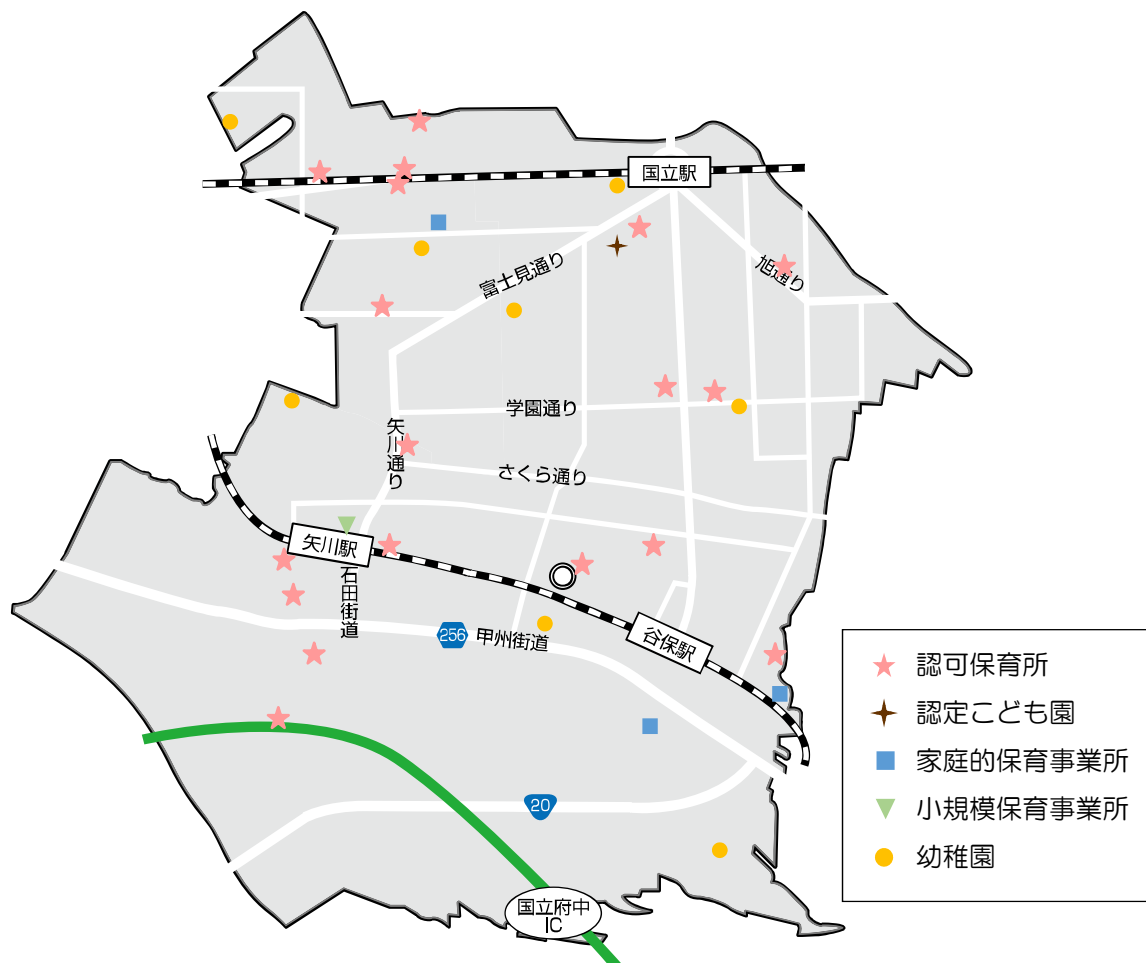 国立駅
旭通り
富士見通り
学園通り
矢川通り
さくら通り
矢川駅
石田街道
256
甲州街道
谷保駅
20
国立府中
IC
認可保育所
認定こども園
家庭的保育事業所
小規模保育事業所
幼稚園